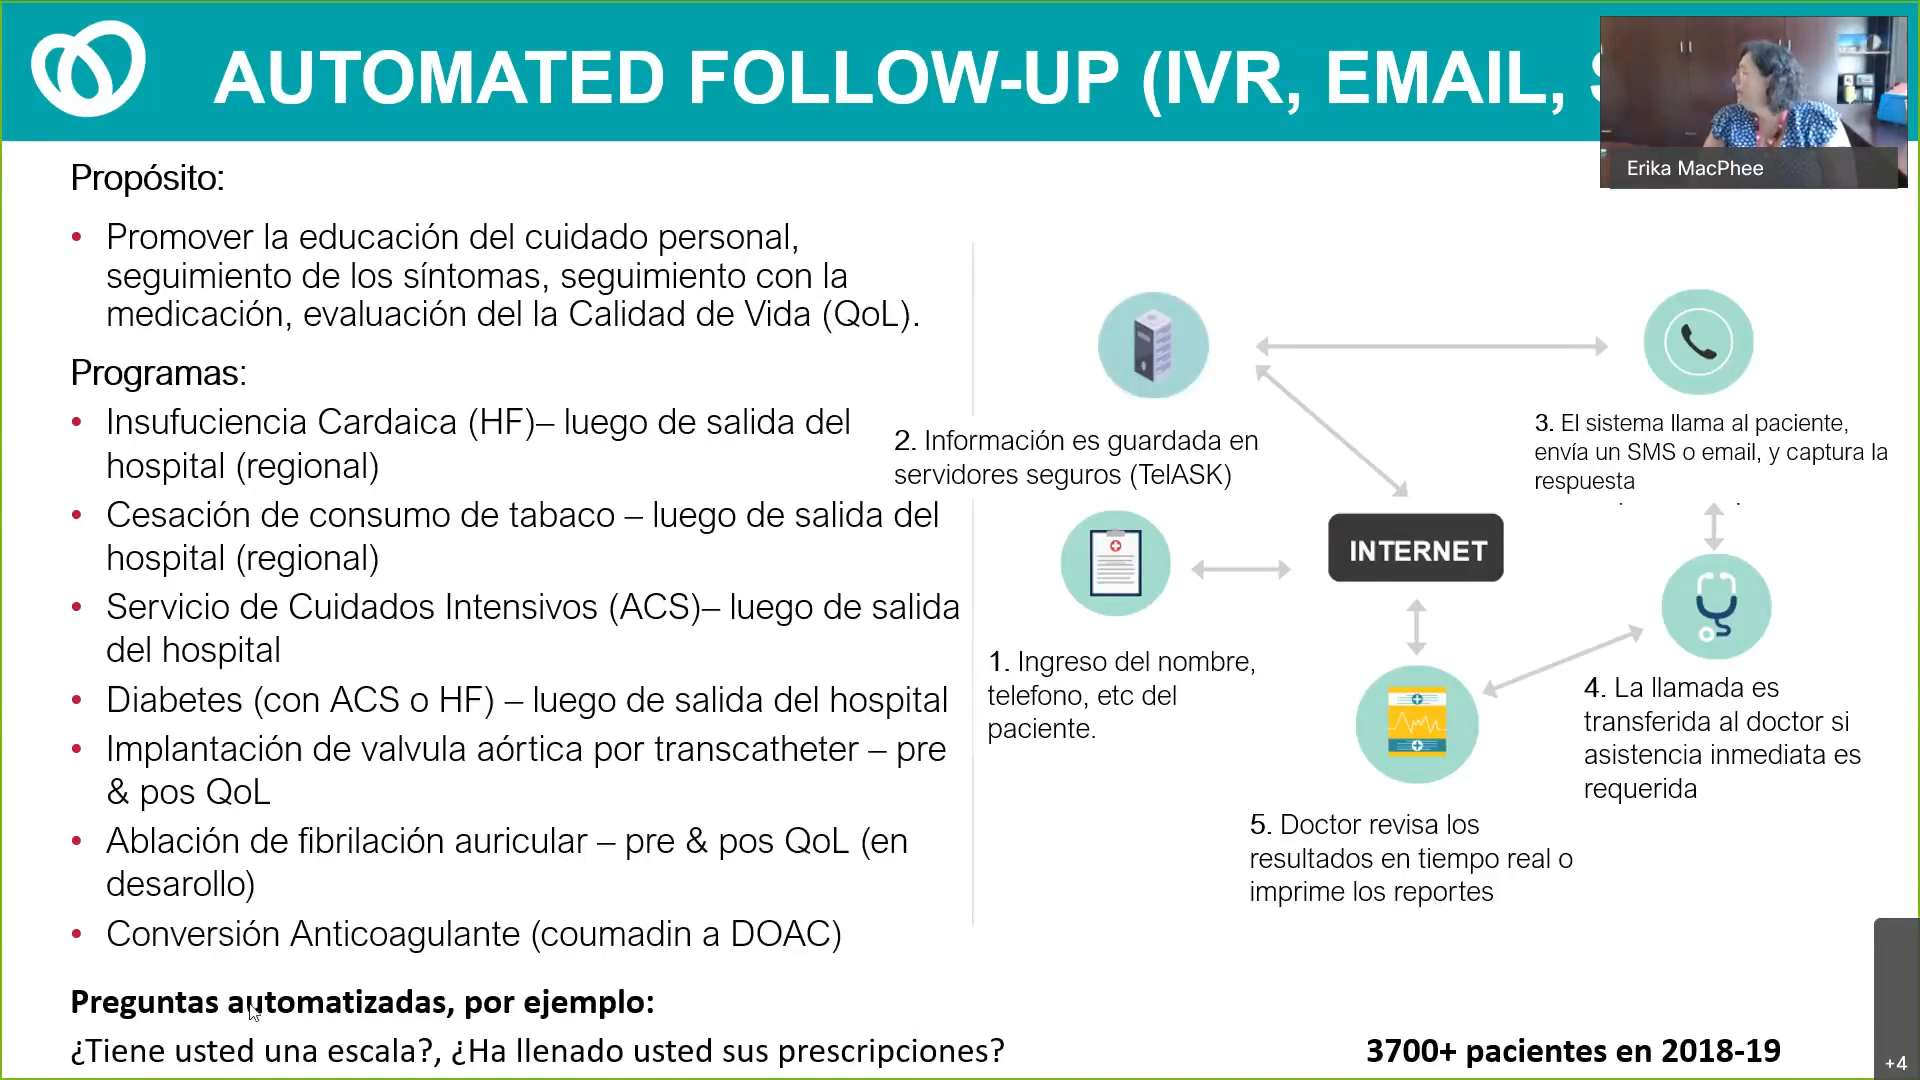 AUTOMATED FOLLOW-UP (IVR, EMAIL,
Erika MacPhee
Propósito:
• Promover la educación del cuidado personal,
seguimiento de los síntomas, seguimiento con la
medicación, evaluación del la Calidad de Vida (QoL).
Programas:
• Insufuciencia Cardaica (HF)– luego de salida del
hospital (regional)
• Cesación de consumo de tabaco – luego de salida del
hospital (regional)
• Servicio de Cuidados Intensivos (ACS)– luego de salida
del hospital
• Diabetes (con ACS o HF) – luego de salida del hospital
• Implantación de valvula aórtica por transcatheter – pre
& pos QoL
• Ablación de fibrilación auricular – pre & pos QoL (en
desarollo)
• Conversión Anticoagulante (coumadin a DOAC)
Preguntas automatizadas, por ejemplo:
¿Tiene usted una escala?, ¿Ha llenado usted sus prescripciones?
2. Información es guardada en
servidores seguros (TelASK)
3. El sistema llama al paciente,
envía un SMS o email, y captura la
respuesta
INTERNET
1. Ingreso del nombre,
telefono, etc del
paciente.
4. La llamada es
transferida al doctor si
asistencia inmediata es
requerida
5. Doctor revisa los
resultados en tiempo real o
imprime los reportes
3700+ pacientes en 2018-19
+4